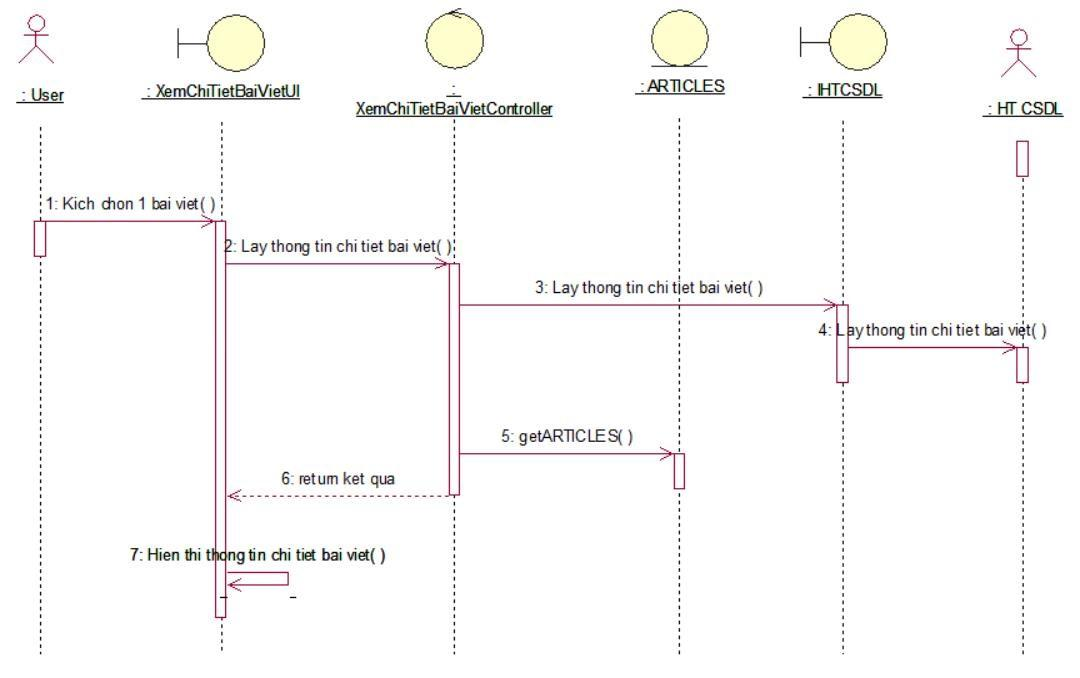 : User
: XemChiTietBaiVietUI
:
XemChiTietBaiVietController
: ARTICLES
: IHTCSDL
: HT CSDL
1: Kich chon 1 bai viet( )
2: Lay thong tin chi tiet bai viet( )
3: Lay thong tin chi tiet bai viet( )
4: Lay thong tin chi tiet bai viet( )
5: getARTICLES( )
6: return ket qua
7: Hien thi thong tin chi tiet bai viet( )